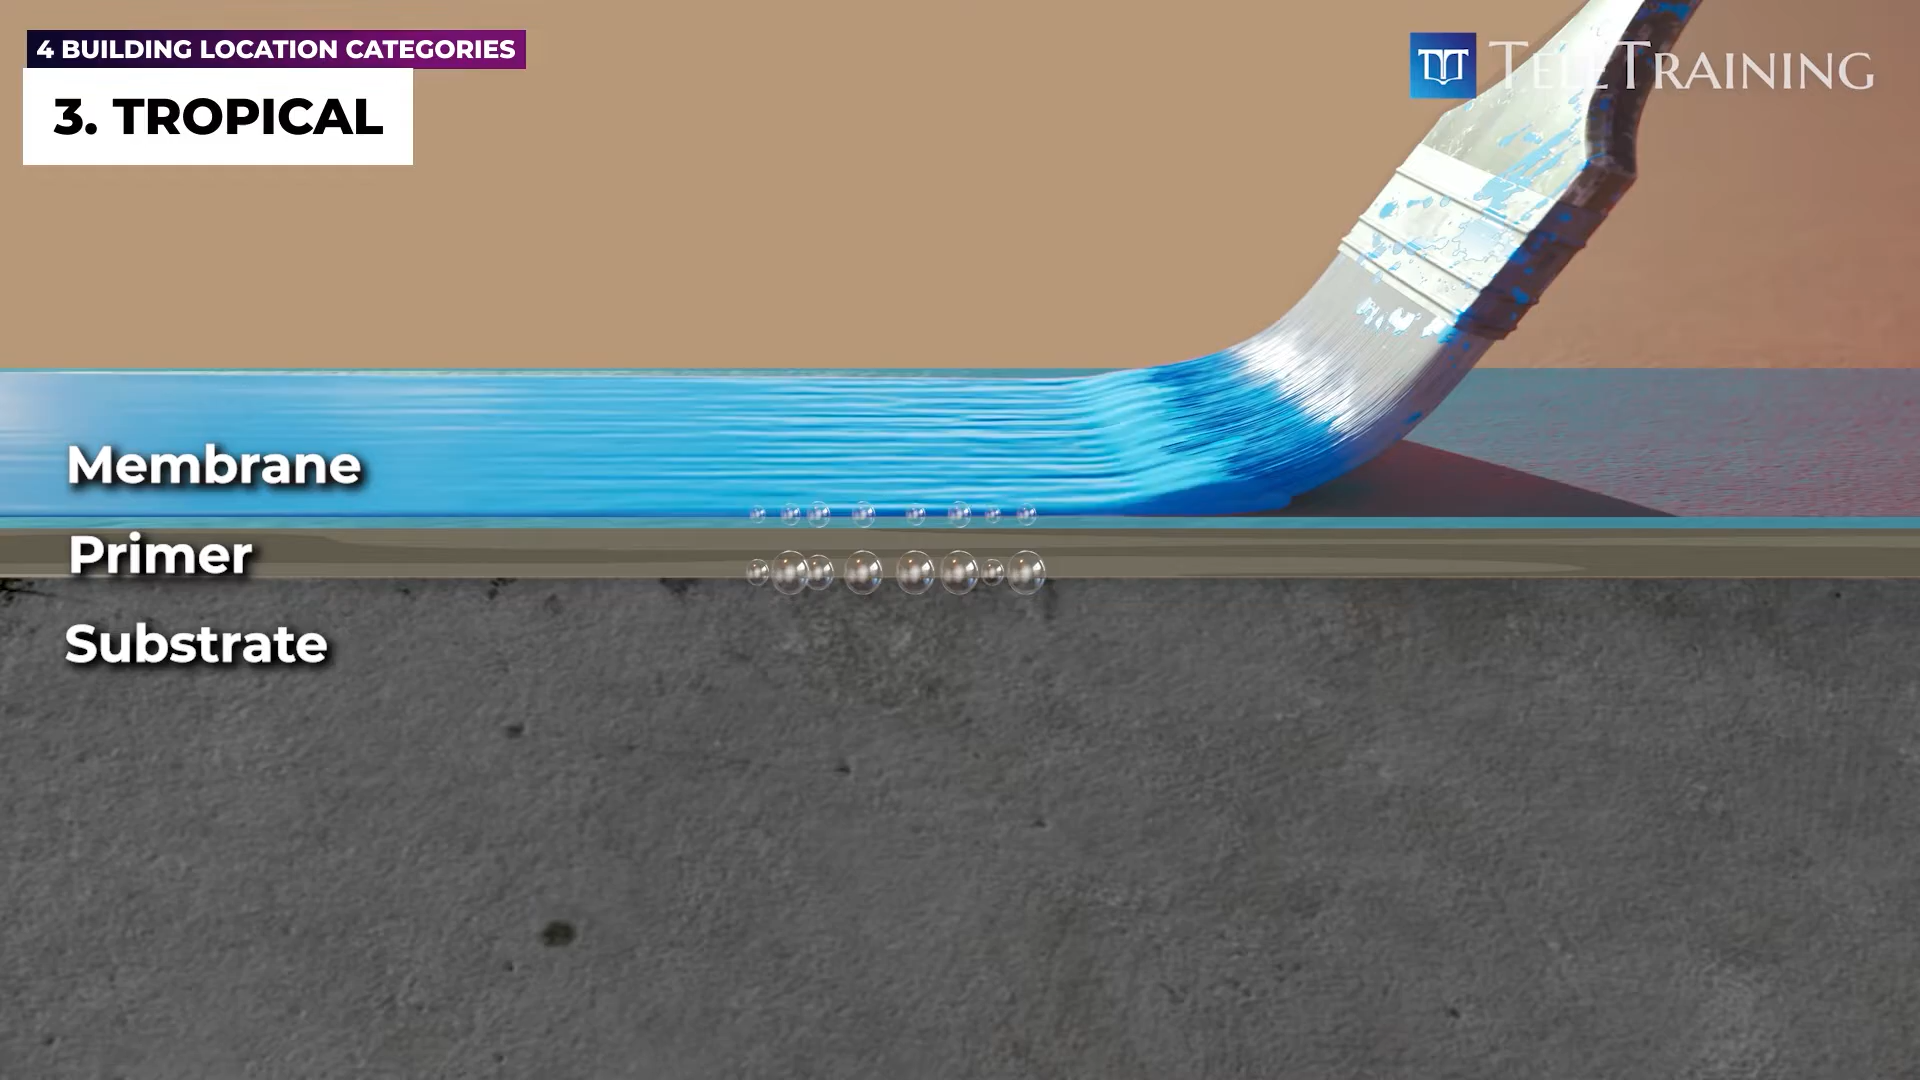 4 BUILDING LOCATION CATEGORIES
3. TROPICAL
TELETRAINING
Membrane
Primer
Substrate